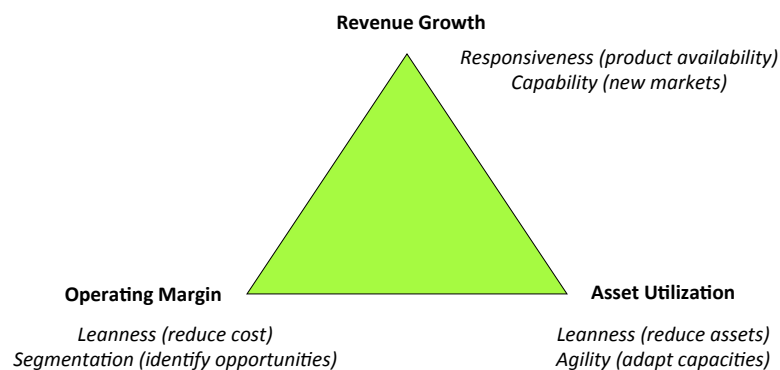 Revenue Growth
Responsiveness (product availability)
Capability (new markets)
Operating Margin
Leanness (reduce cost)
Segmentation (identify opportunities)
Asset Utilization
Leanness (reduce assets)
Agility (adapt capacities)